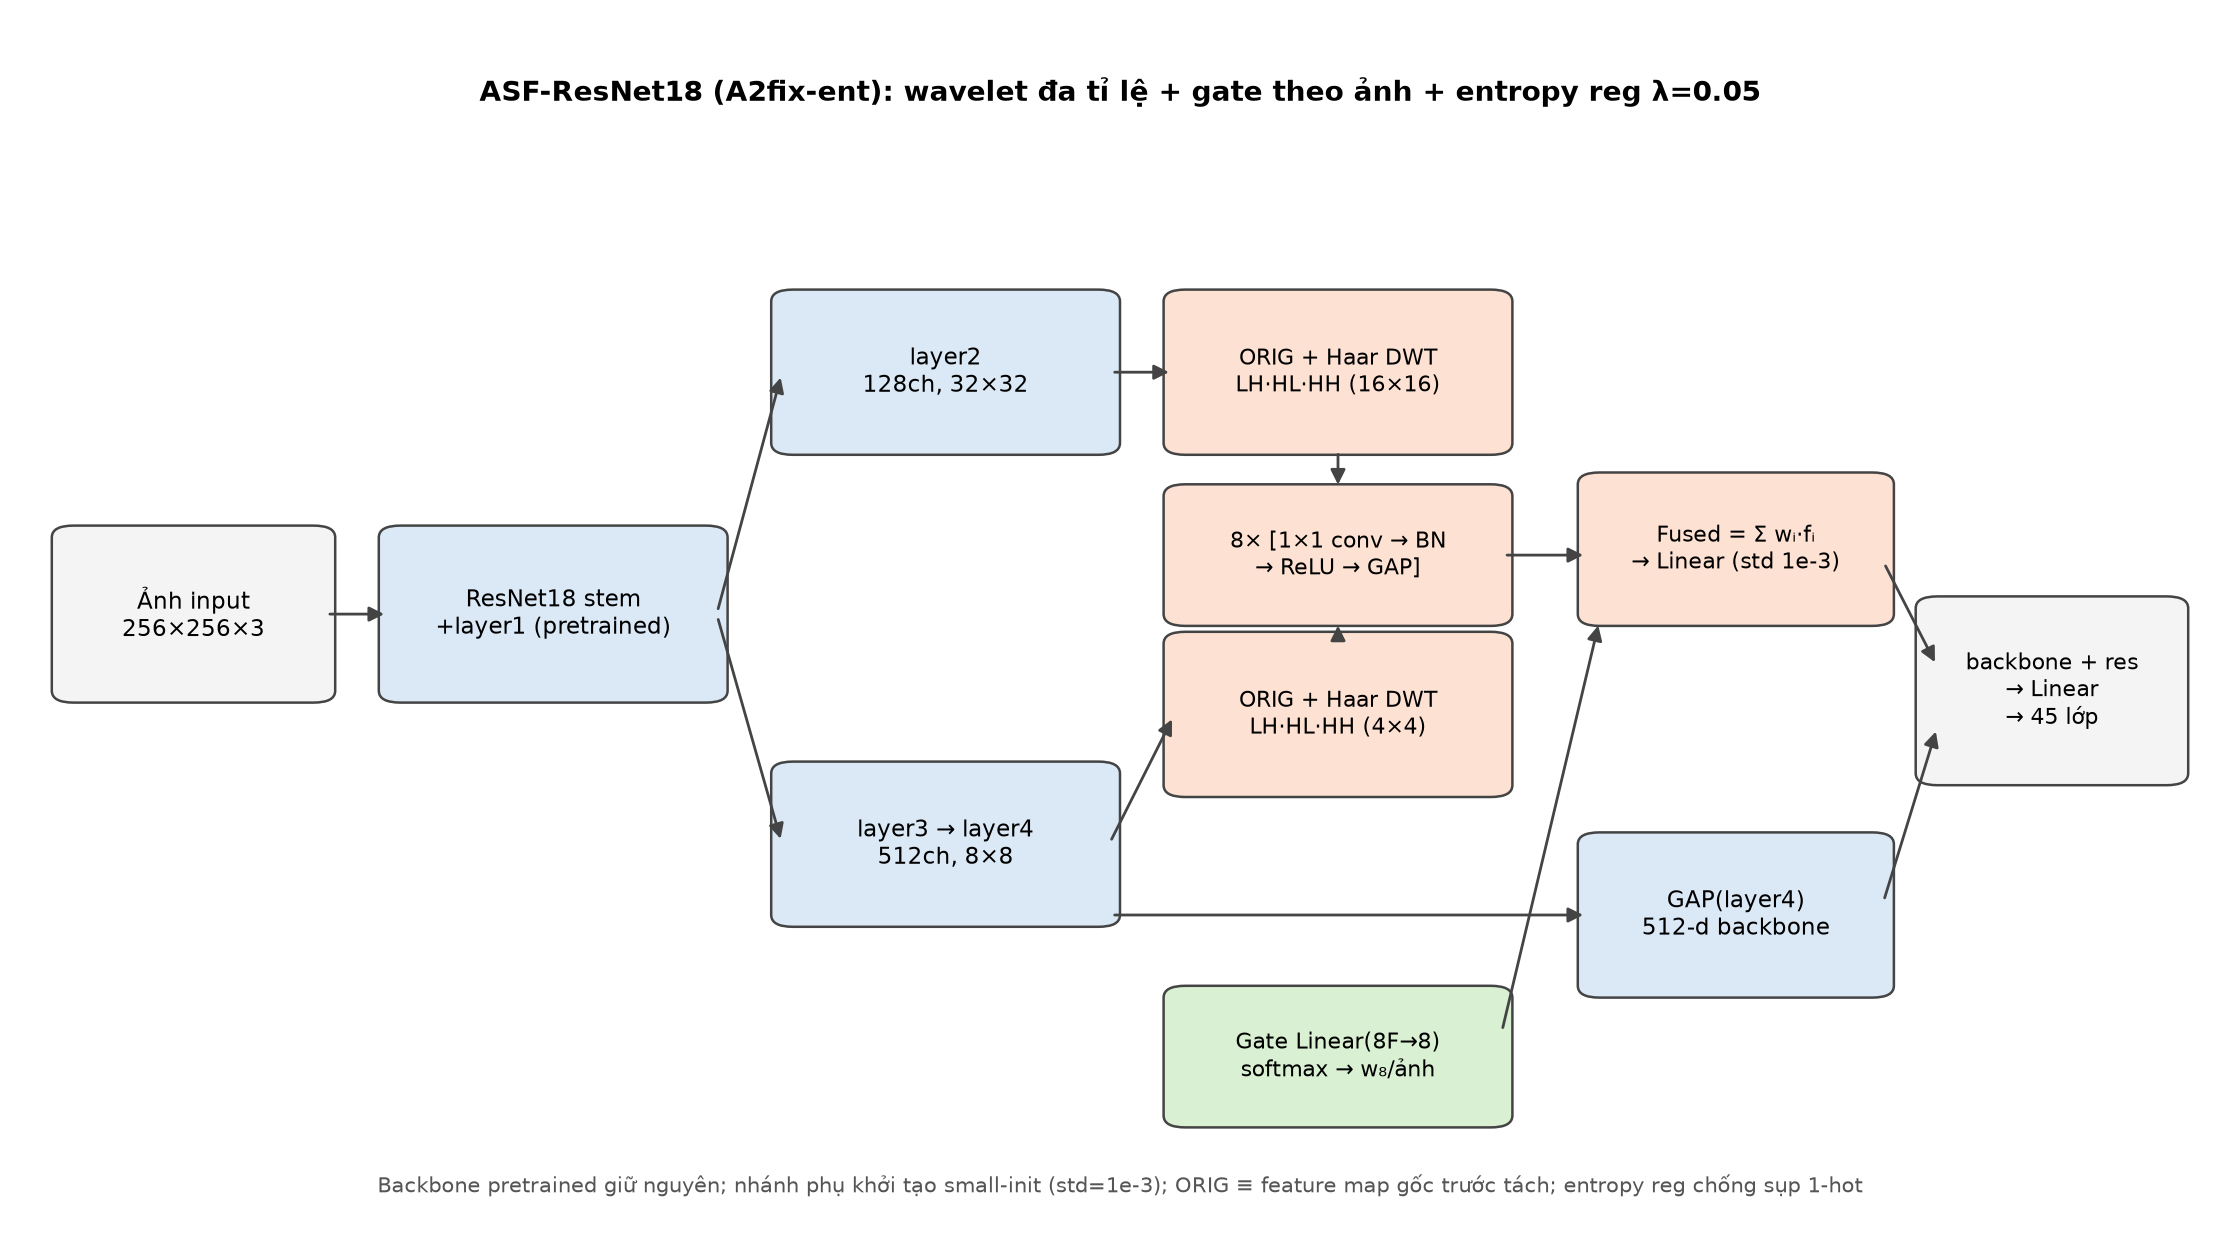 ASF-ResNet18 (A2fix-ent): wavelet đa tỉ lệ + gate theo ảnh + entropy reg λ=0.05
Ảnh input
256×256×3
ResNet18 stem
+layer1 (pretrained)
layer2
128ch, 32×32
ORIG + Haar DWT
LH·HL·HH (16×16)
8× [1×1 conv → BN
→ ReLU → GAP]
ORIG + Haar DWT
LH·HL·HH (4×4)
layer3 → layer4
512ch, 8×8
Fused = Σ wᵢ·fᵢ
→ Linear (std 1e-3)
backbone + res
→ Linear
→ 45 lớp
GAP(layer4)
512-d backbone
Gate Linear(8F→8)
softmax → w₈/ảnh
Backbone pretrained giữ nguyên; nhánh phụ khởi tạo small-init (std=1e-3); ORIG ≡ feature map gốc trước tách; entropy reg chống sụp 1-hot